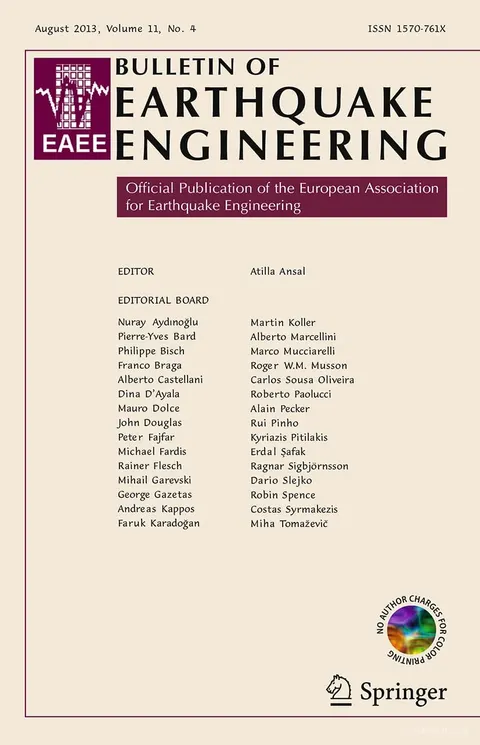 August 2013, Volume 11, No. 4 ISSN 1570-761X
BULLETIN OF
EARTHQUAKE
ENGINEERING
EAEE
Official Publication of the European Association
for Earthquake Engineering
EDITOR Atilla Ansal
EDITORIAL BOARD
Nuray Aydınoğlu Martin Koller
Pierre-Yves Bard Alberto Marcellini
Philippe Bisch Marco Mucciarelli
Franco Braga Roger W.M. Musson
Alberto Castellani Carlos Sousa Oliveira
Dina D'Ayala Roberto Paolucci
Mauro Dolce Alain Pecker
John Douglas Rui Pinho
Peter Fajfar Kyriazis Pitilakis
Michael Fardis Erdal Şafak
Rainer Flesch Ragnar Sigbjörnsson
Mihail Garevski Dario Slejko
George Gazetas Robin Spence
Andreas Kappos Costas Syrmakezis
Faruk Karadoğan Miha Tomaževič
NO AUTHOR CHARGES FOR COLOR PRINTING
Springer